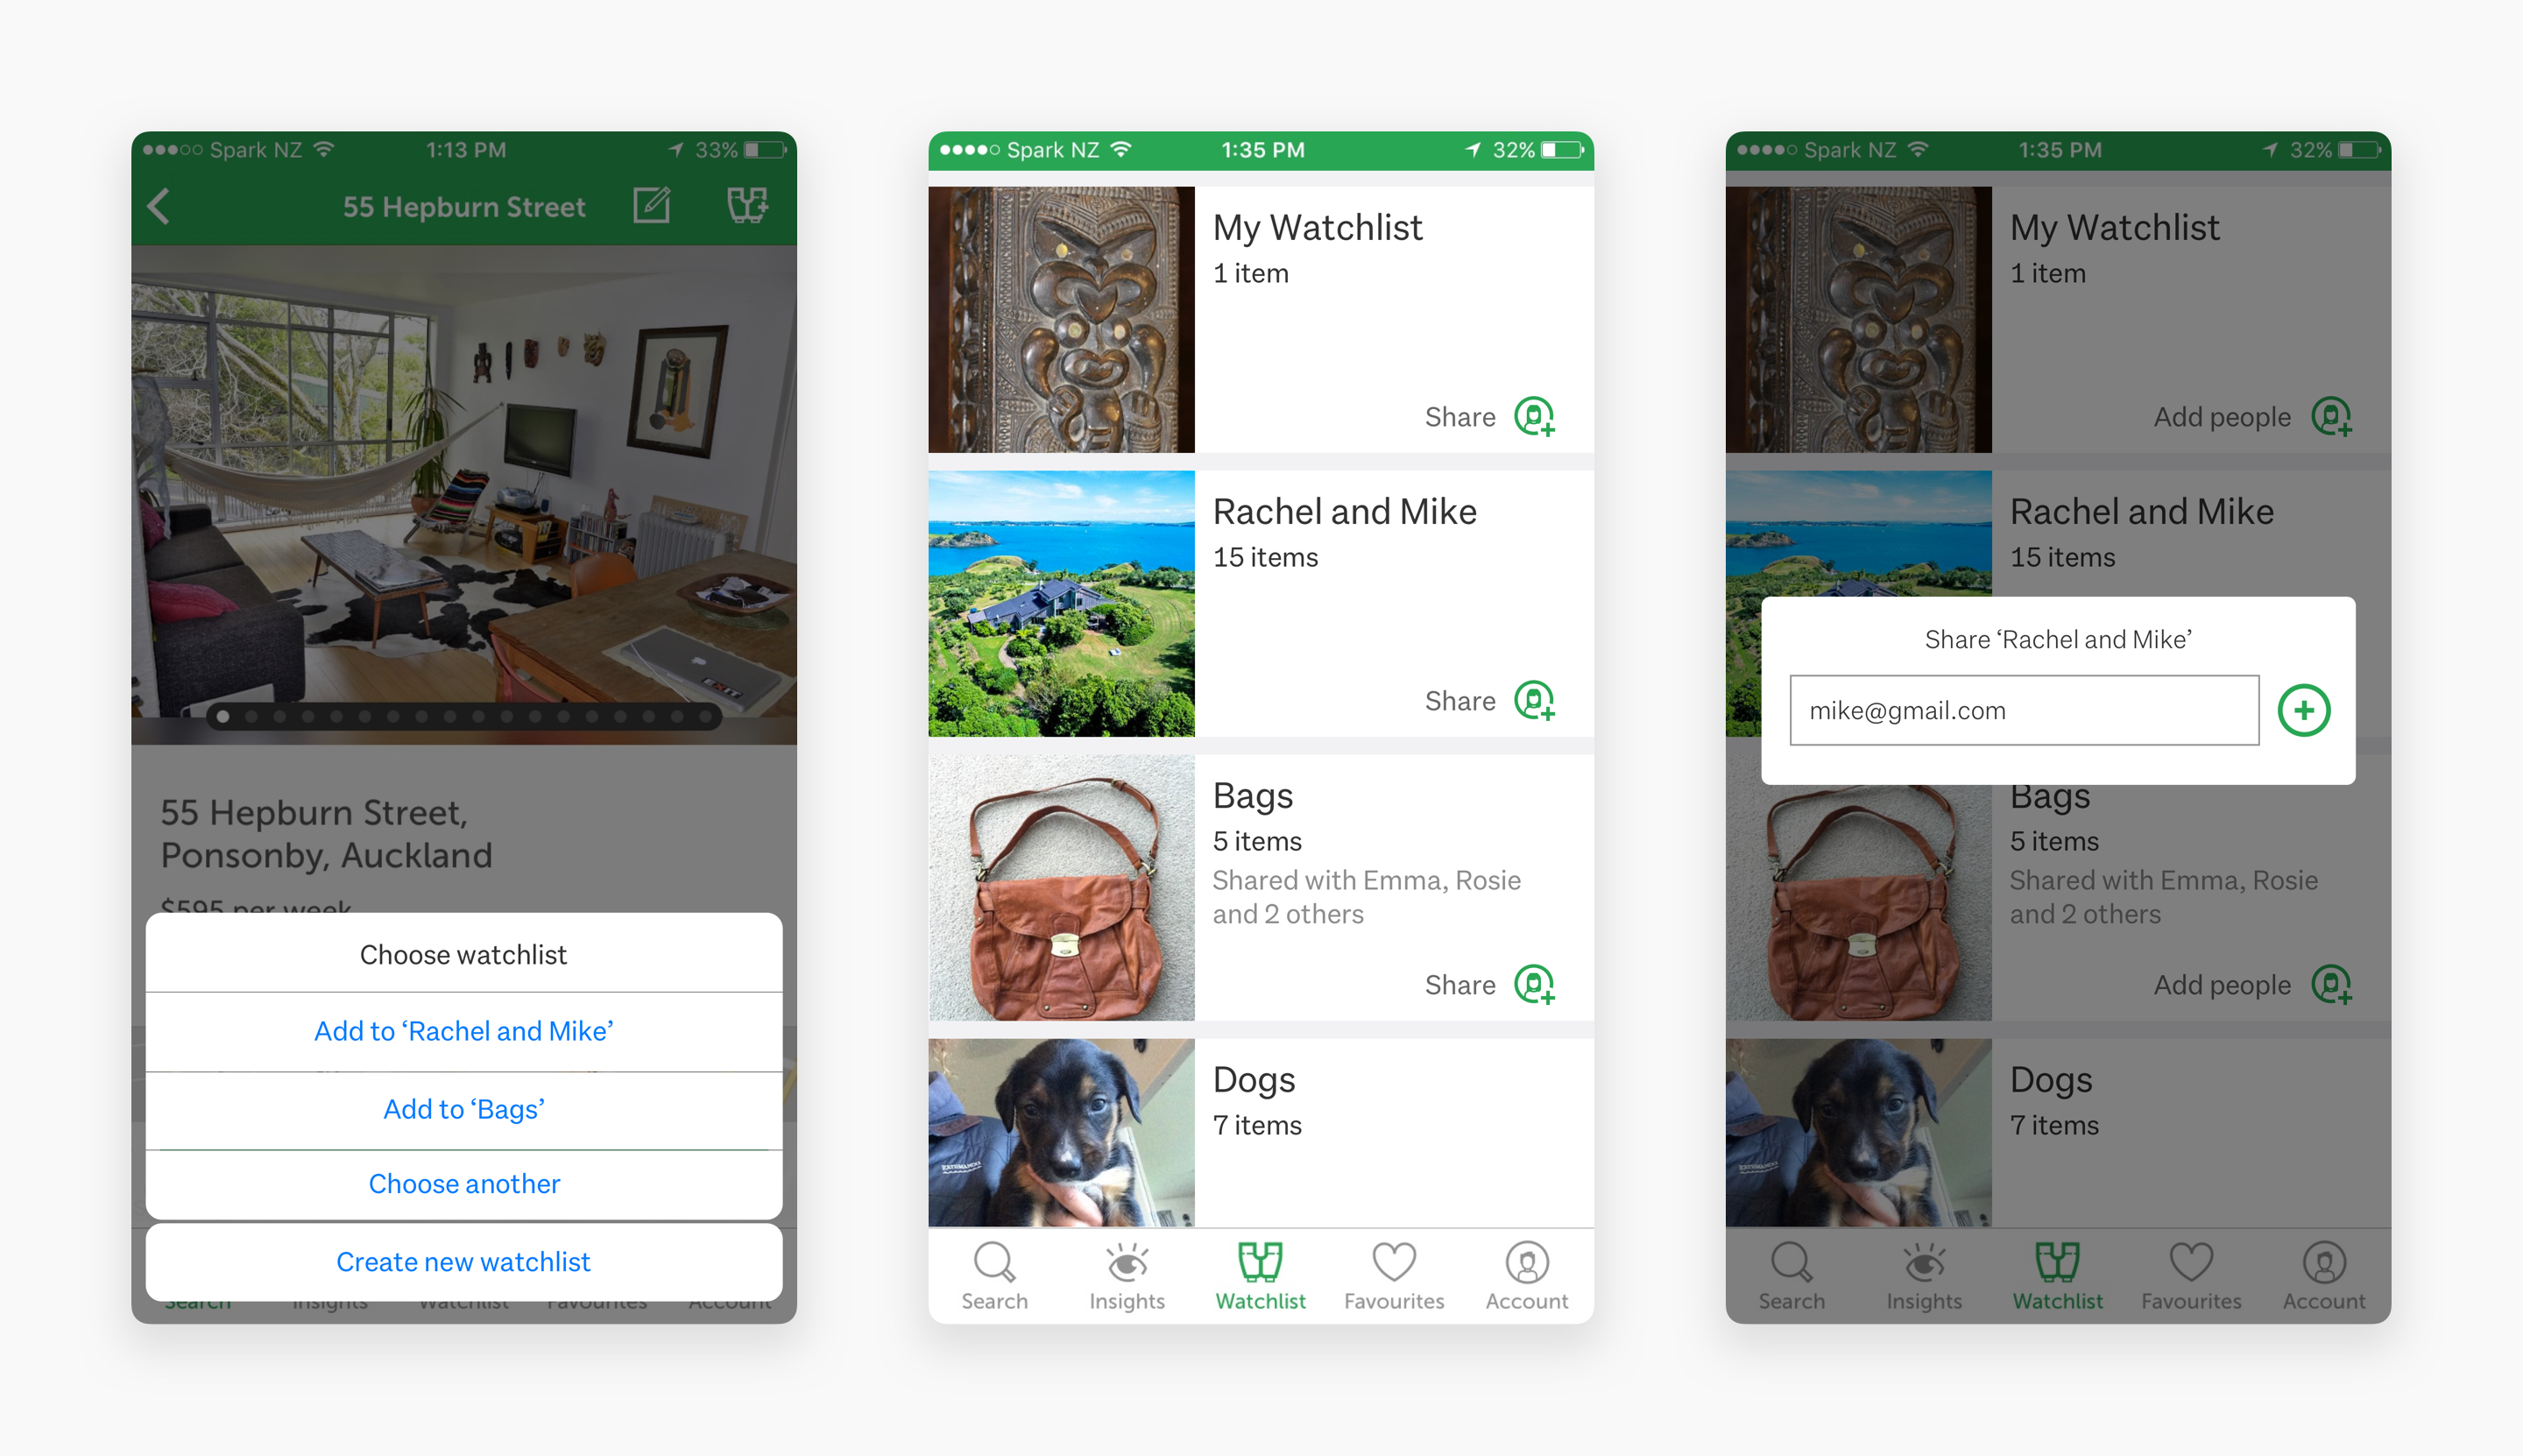 Spark NZ 1:13 PM 33%
55 Hepburn Street
EXIT
55 Hepburn Street,
Ponsonby, Auckland
$595 per week
Choose watchlist
Add to ‘Rachel and Mike’
Add to ‘Bags’
Choose another
Create new watchlist
Search Insights Watchlist Favourites Account
Spark NZ 1:35 PM 32%
My Watchlist
1 item
Share
Rachel and Mike
15 items
Share
Bags
5 items
Shared with Emma, Rosie
and 2 others
Share
KATHMANDU
Dogs
7 items
Search Insights Watchlist Favourites Account
Spark NZ 1:35 PM 32%
My Watchlist
1 item
Add people
Rachel and Mike
15 items
Share ‘Rachel and Mike’
mike@gmail.com
Bags
5 items
Shared with Emma, Rosie
and 2 others
Add people
KATHMANDU
Dogs
7 items
Search Insights Watchlist Favourites Account